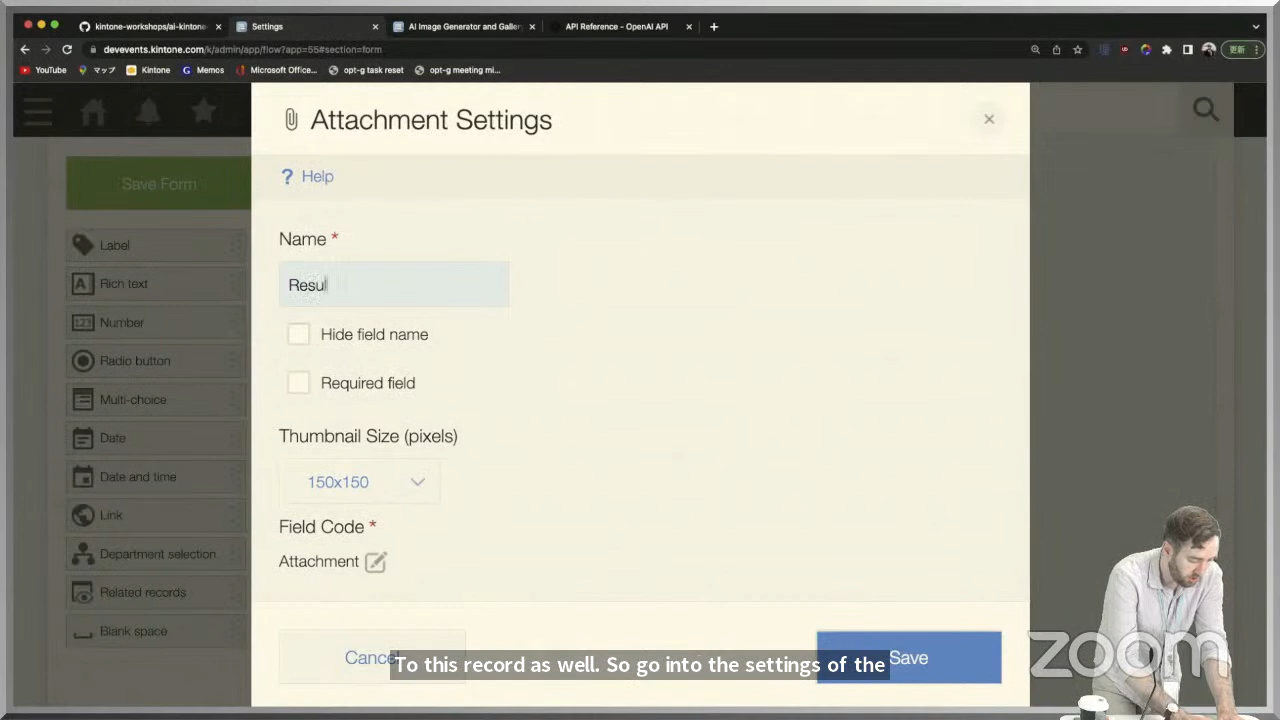 kintone-workshops/ai-kintone-
Settings
AI Image Generator and Galler
API Reference - OpenAI API
devevents.kintone.com/k/admin/app/flow?app=55#section=form
更新
YouTube
マップ
Kintone
Memos
Microsoft Office...
opt-g task reset
opt-g meeting mi...
Attachment Settings
? Help
Save Form
Name *
Label
Resul
Rich text
Number
Hide field name
Radio button
Required field
Multi-choice
Thumbnail Size (pixels)
Date
Date and time
150x150
Link
Field Code *
Department selection
Attachment
Related records
Blank space
Cancel
Save
To this record as well. So go into the settings of the
zoom